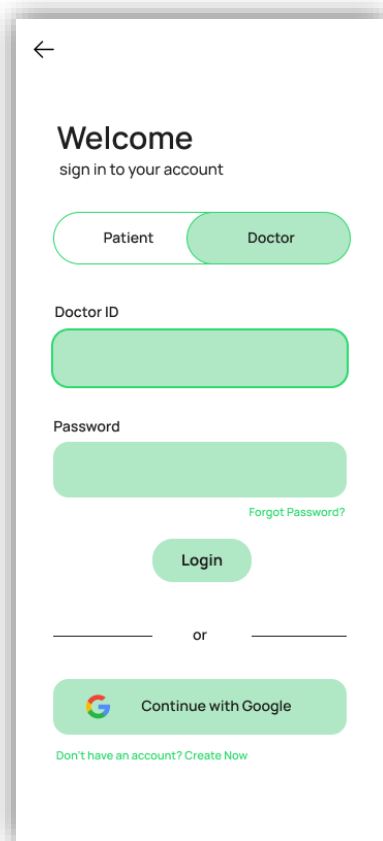 Welcome
sign in to your account
Patient Doctor
Doctor ID
Password
Forgot Password?
Login
or
Continue with Google
Don't have an account? Create Now